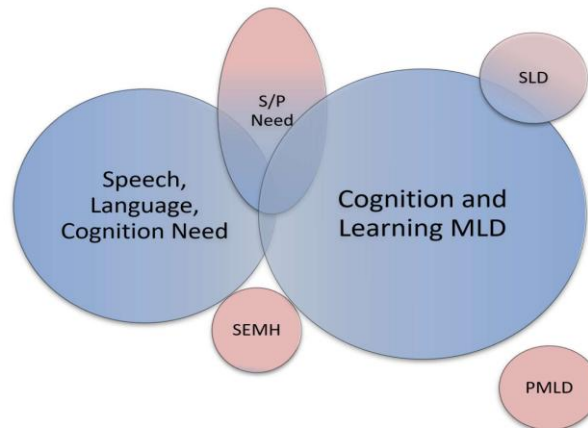 S/P
Need
SLD
Speech,
Language,
Cognition Need
Cognition and
Learning MLD
SEMH
PMLD